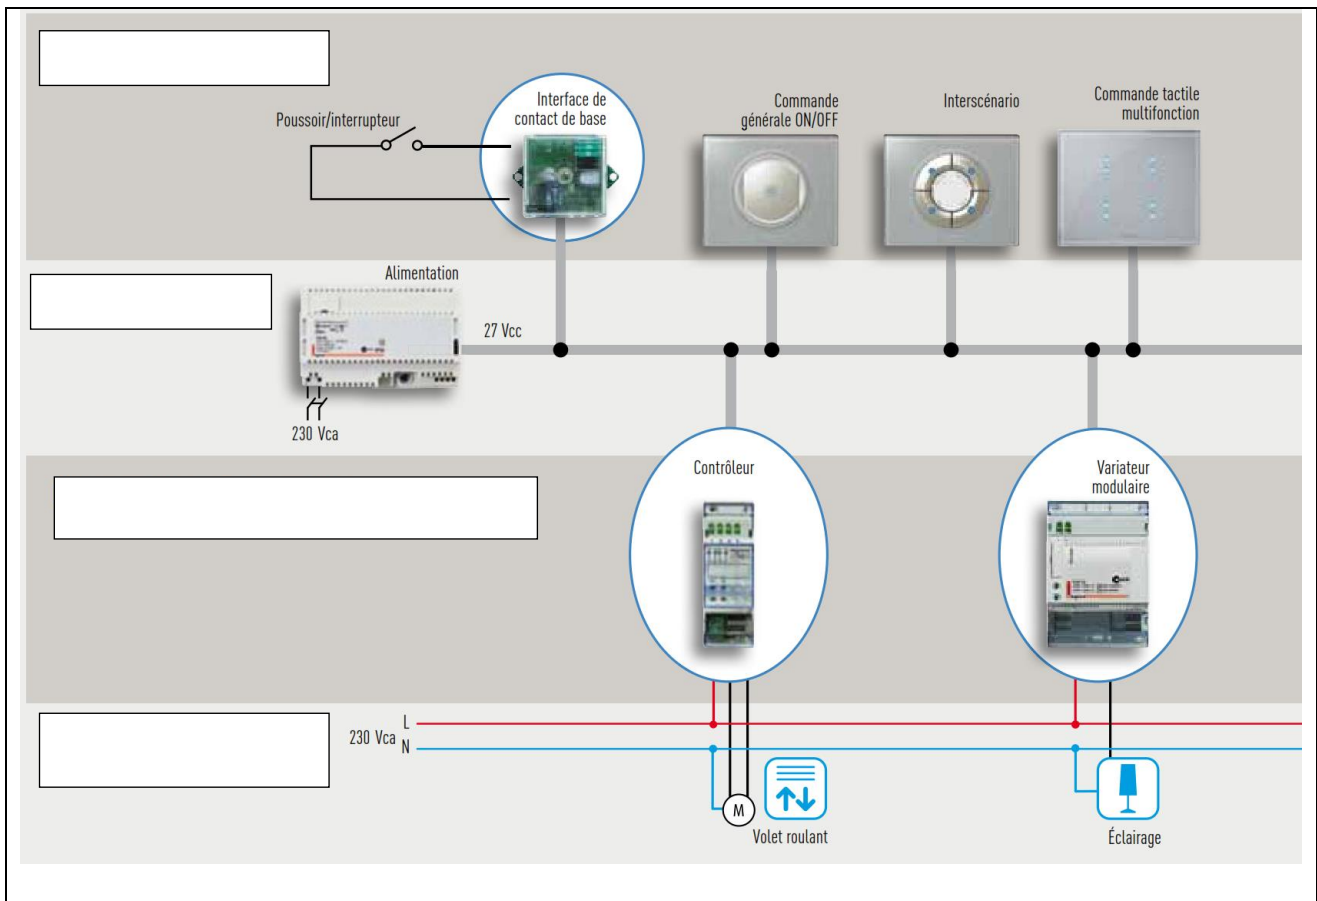 Interface de
contact de base
Poussoir/interrupteur
Commande
générale ON/OFF
Interscénario
Commande tactile
multifonction
Alimentation
27 Vcc
230 Vca
Contrôleur
Variateur
modulaire
230 Vca
L
N
M
Volet roulant
Éclairage